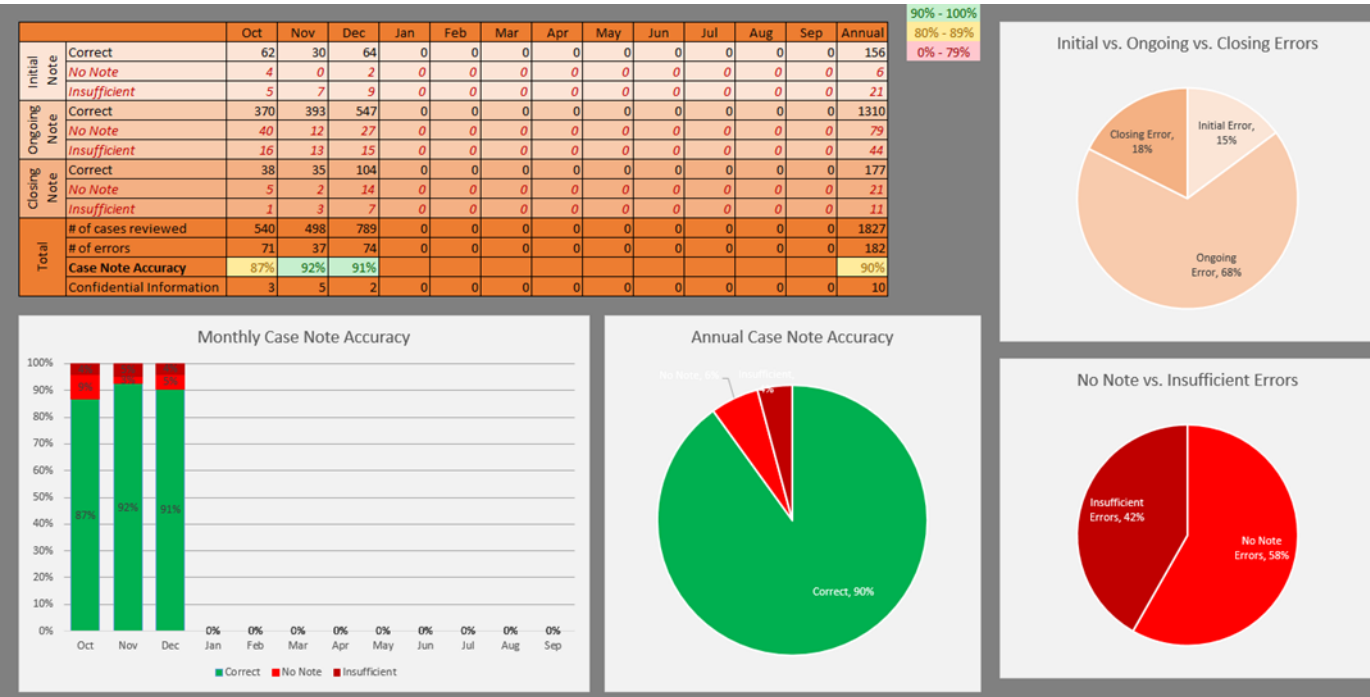 90% - 100%
Oct Nov Dec Jan Feb Mar Apr May Jun Jul Aug Sep Annual 80% - 89%
0% - 79%
Initial Note
Correct 62 30 64 0 0 0 0 0 0 0 0 0 156
No Note 4 0 2 0 0 0 0 0 0 0 0 0 6
Insufficient 5 7 9 0 0 0 0 0 0 0 0 0 21
Ongoing Note
Correct 370 393 547 0 0 0 0 0 0 0 0 0 1310
No Note 40 12 27 0 0 0 0 0 0 0 0 0 79
Insufficient 16 13 15 0 0 0 0 0 0 0 0 0 44
Closing Note
Correct 38 35 104 0 0 0 0 0 0 0 0 0 177
No Note 5 2 14 0 0 0 0 0 0 0 0 0 21
Insufficient 1 3 7 0 0 0 0 0 0 0 0 0 11
Total
# of cases reviewed 540 498 789 0 0 0 0 0 0 0 0 0 1827
# of errors 71 37 74 0 0 0 0 0 0 0 0 0 182
Case Note Accuracy 87% 92% 91% 90%
Confidential Information 3 5 2 0 0 0 0 0 0 0 0 0 10
Initial vs. Ongoing vs. Closing Errors
Closing Error,
18%
Initial Error,
15%
Ongoing
Error, 68%
Monthly Case Note Accuracy
100%
90%
80%
70%
60%
50%
40%
30%
20%
10%
0%
9% 5%
87% 92% 91%
0% 0% 0% 0% 0% 0% 0% 0% 0%
Oct Nov Dec Jan Feb Mar Apr May Jun Jul Aug Sep
Correct No Note Insufficient
Annual Case Note Accuracy
No Note, 6%
Insufficient,
Correct, 90%
No Note vs. Insufficient Errors
Insufficient
Errors, 42%
No Note
Errors, 58%